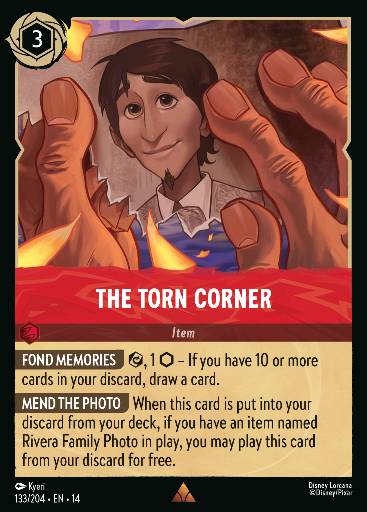 3
THE TORN CORNER
Item
FOND MEMORIES , 1 – If you have 10 or more
cards in your discard, draw a card.
MEND THE PHOTO When this card is put into your
discard from your deck, if you have an item named
Rivera Family Photo in play, you may play this card
from your discard for free.
Kyeri
133/204 • EN • 14
Disney Lorcana
©Disney/Pixar